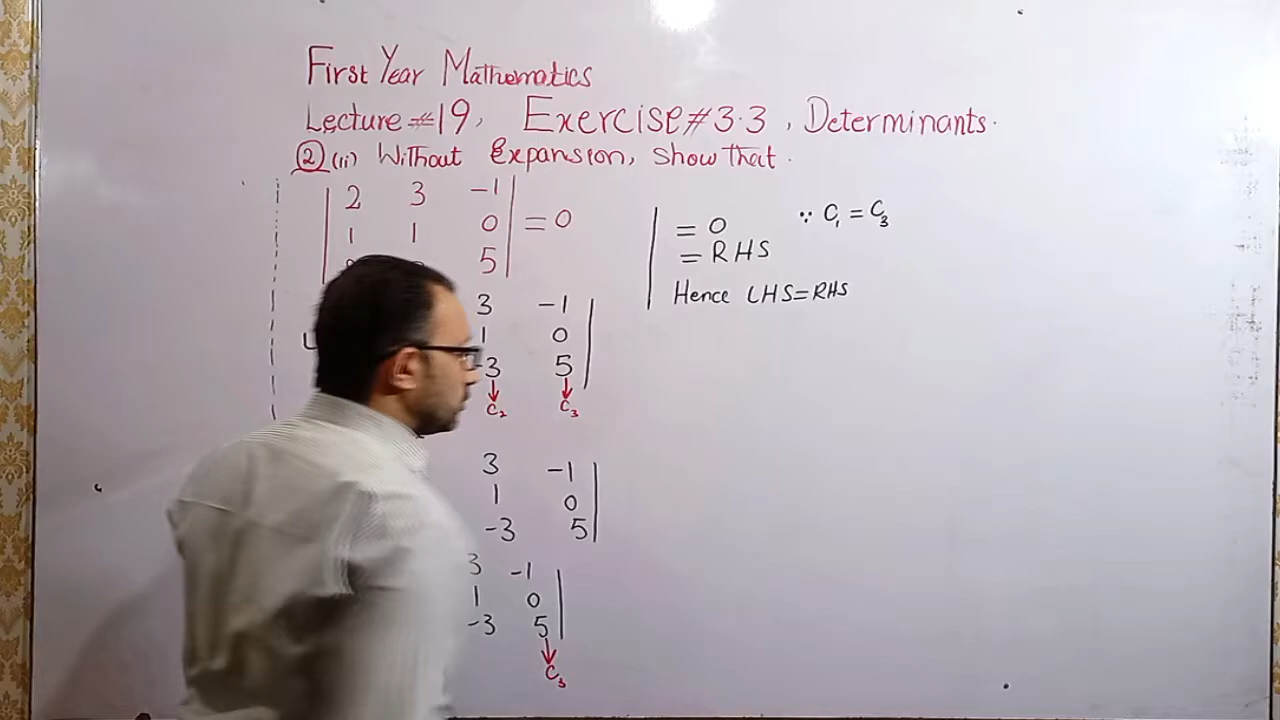 First Year Mathematics
Lecture #19, Exercise #3.3, Determinants.
② (ii) Without Expansion, show that.
2 3 -1
1 1 0 = 0
5
3 -1
1 0
-3 5
C₂ C₃
3 -1
1 0
-3 5
3 -1
1 0
-3 5
C₃
= 0 ∵ C₁ = C₃
= RHS
Hence LHS=RHS